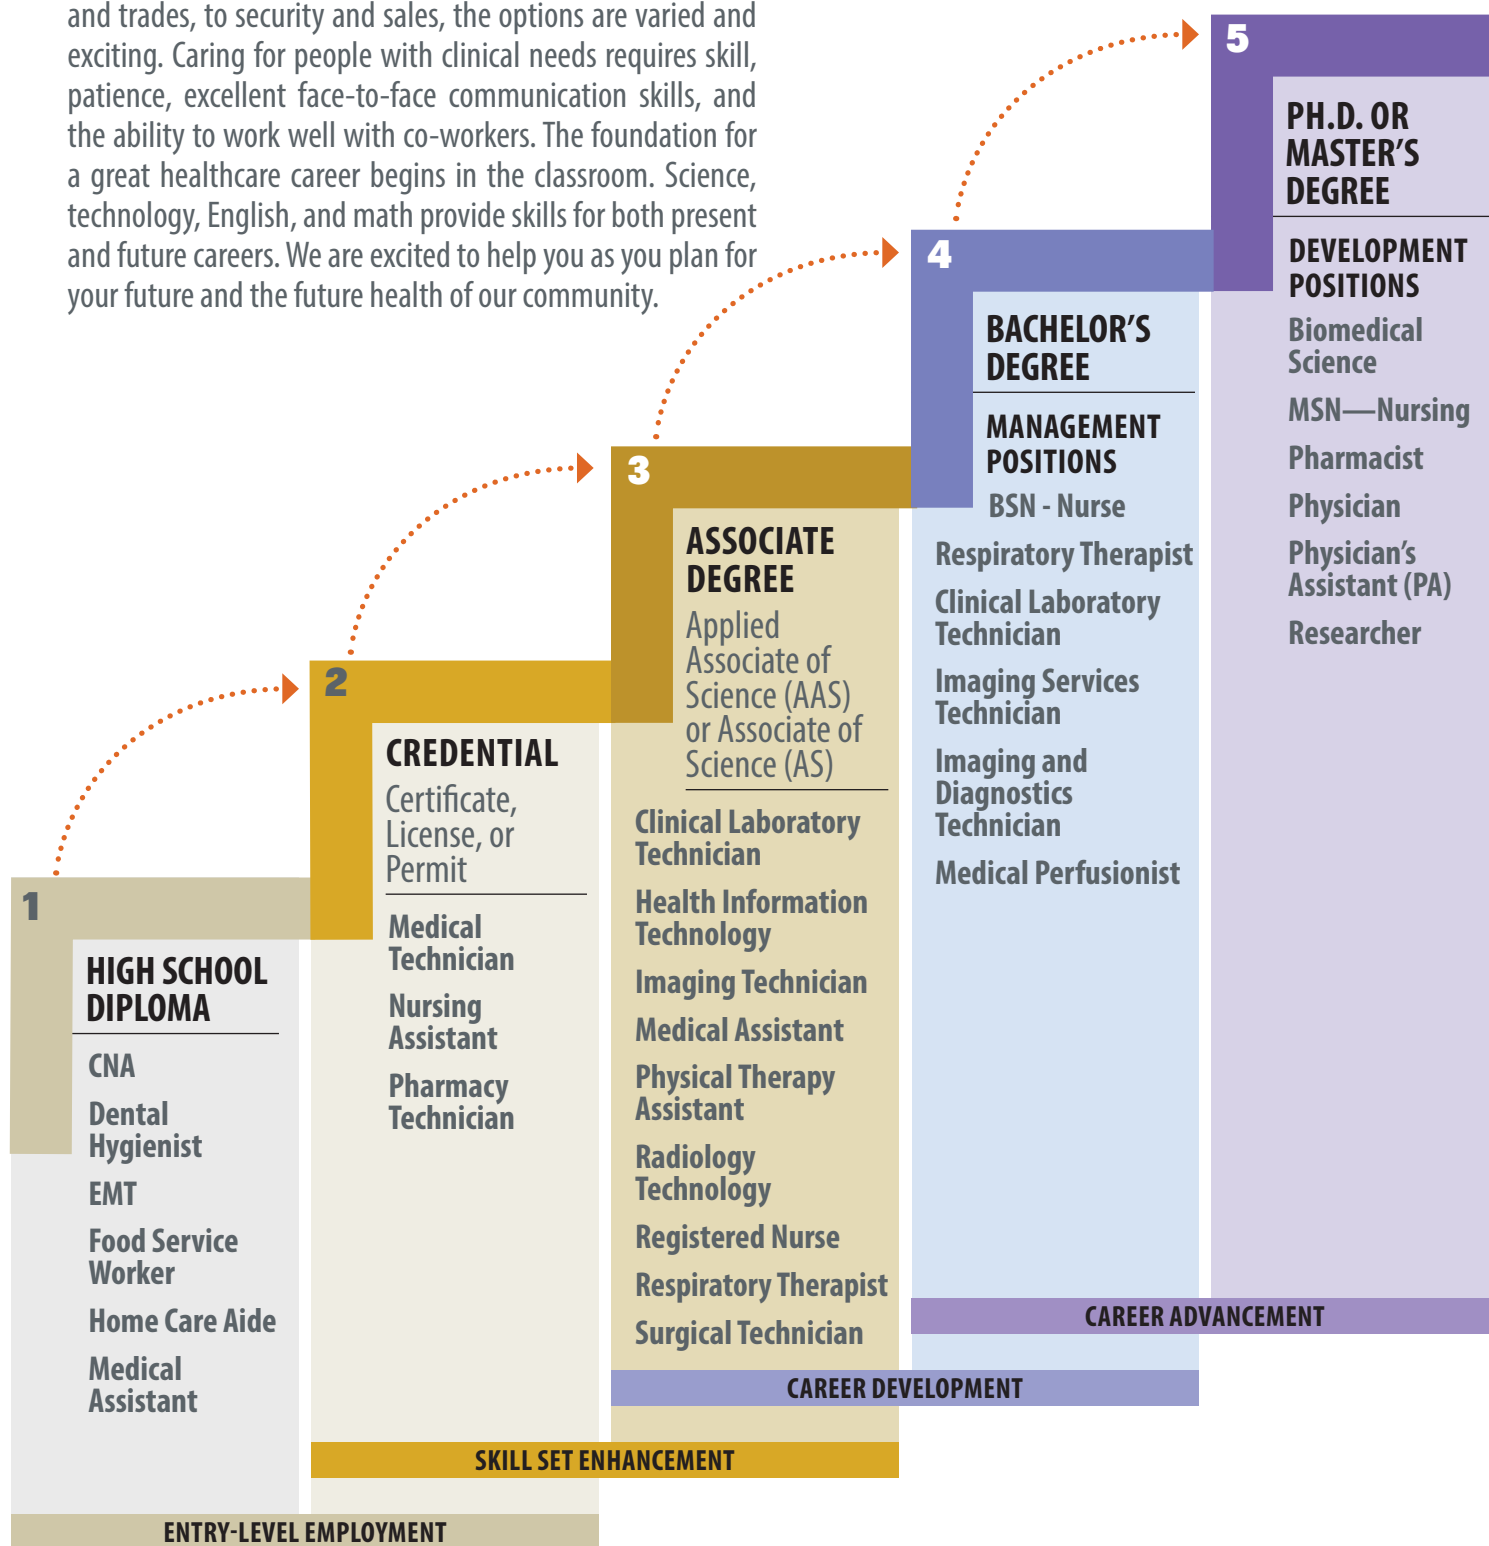 and trades, to security and sales, the options are varied and
exciting. Caring for people with clinical needs requires skill,
patience, excellent face-to-face communication skills, and
the ability to work well with co-workers. The foundation for
a great healthcare career begins in the classroom. Science,
technology, English, and math provide skills for both present
and future careers. We are excited to help you as you plan for
your future and the future health of our community.
1
HIGH SCHOOL
DIPLOMA
CNA
Dental
Hygienist
EMT
Food Service
Worker
Home Care Aide
Medical
Assistant
2
CREDENTIAL
Certificate,
License, or
Permit
Medical
Technician
Nursing
Assistant
Pharmacy
Technician
3
ASSOCIATE
DEGREE
Applied
Associate of
Science (AAS)
or Associate of
Science (AS)
Clinical Laboratory
Technician
Health Information
Technology
Imaging Technician
Medical Assistant
Physical Therapy
Assistant
Radiology
Technology
Registered Nurse
Respiratory Therapist
Surgical Technician
4
BACHELOR'S
DEGREE
MANAGEMENT
POSITIONS
BSN - Nurse
Respiratory Therapist
Clinical Laboratory
Technician
Imaging Services
Technician
Imaging and
Diagnostics
Technician
Medical Perfusionist
5
PH.D. OR
MASTER'S
DEGREE
DEVELOPMENT
POSITIONS
Biomedical
Science
MSN—Nursing
Pharmacist
Physician
Physician's
Assistant (PA)
Researcher
CAREER ADVANCEMENT
CAREER DEVELOPMENT
SKILL SET ENHANCEMENT
ENTRY-LEVEL EMPLOYMENT